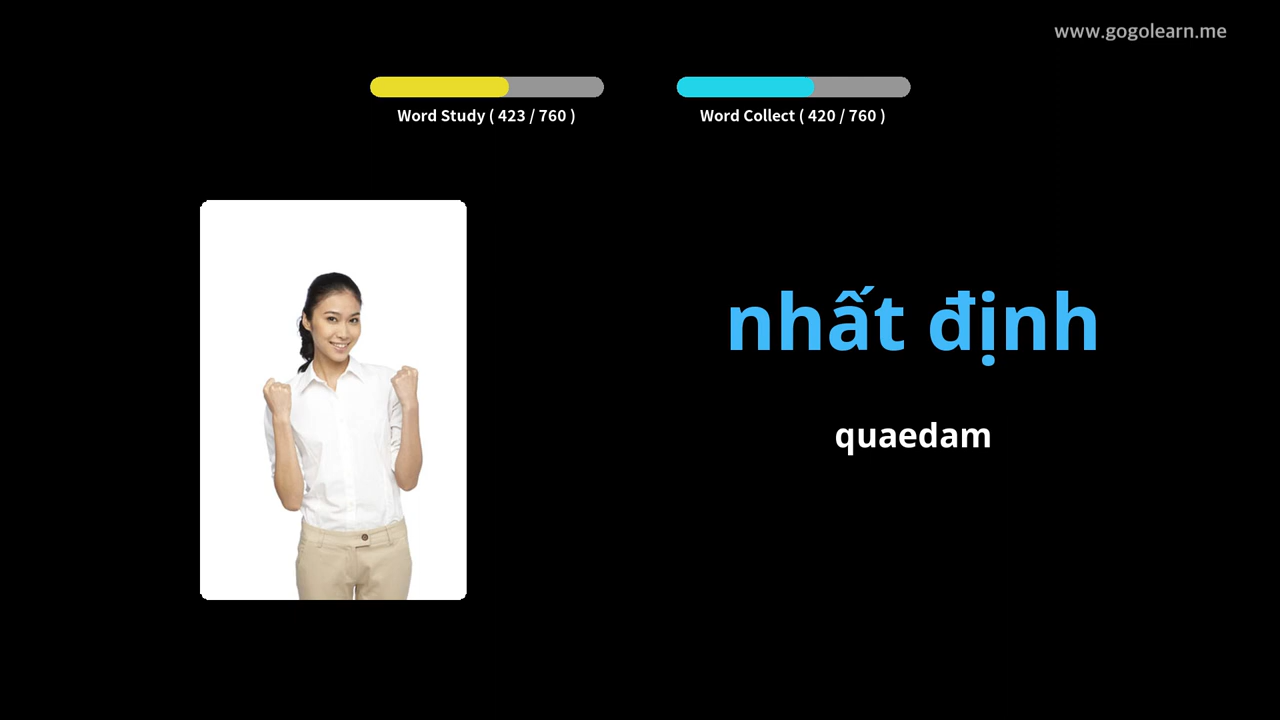 www.gogolearn.me
Word Study ( 423 / 760 )
Word Collect ( 420 / 760 )
nhất định
quaedam